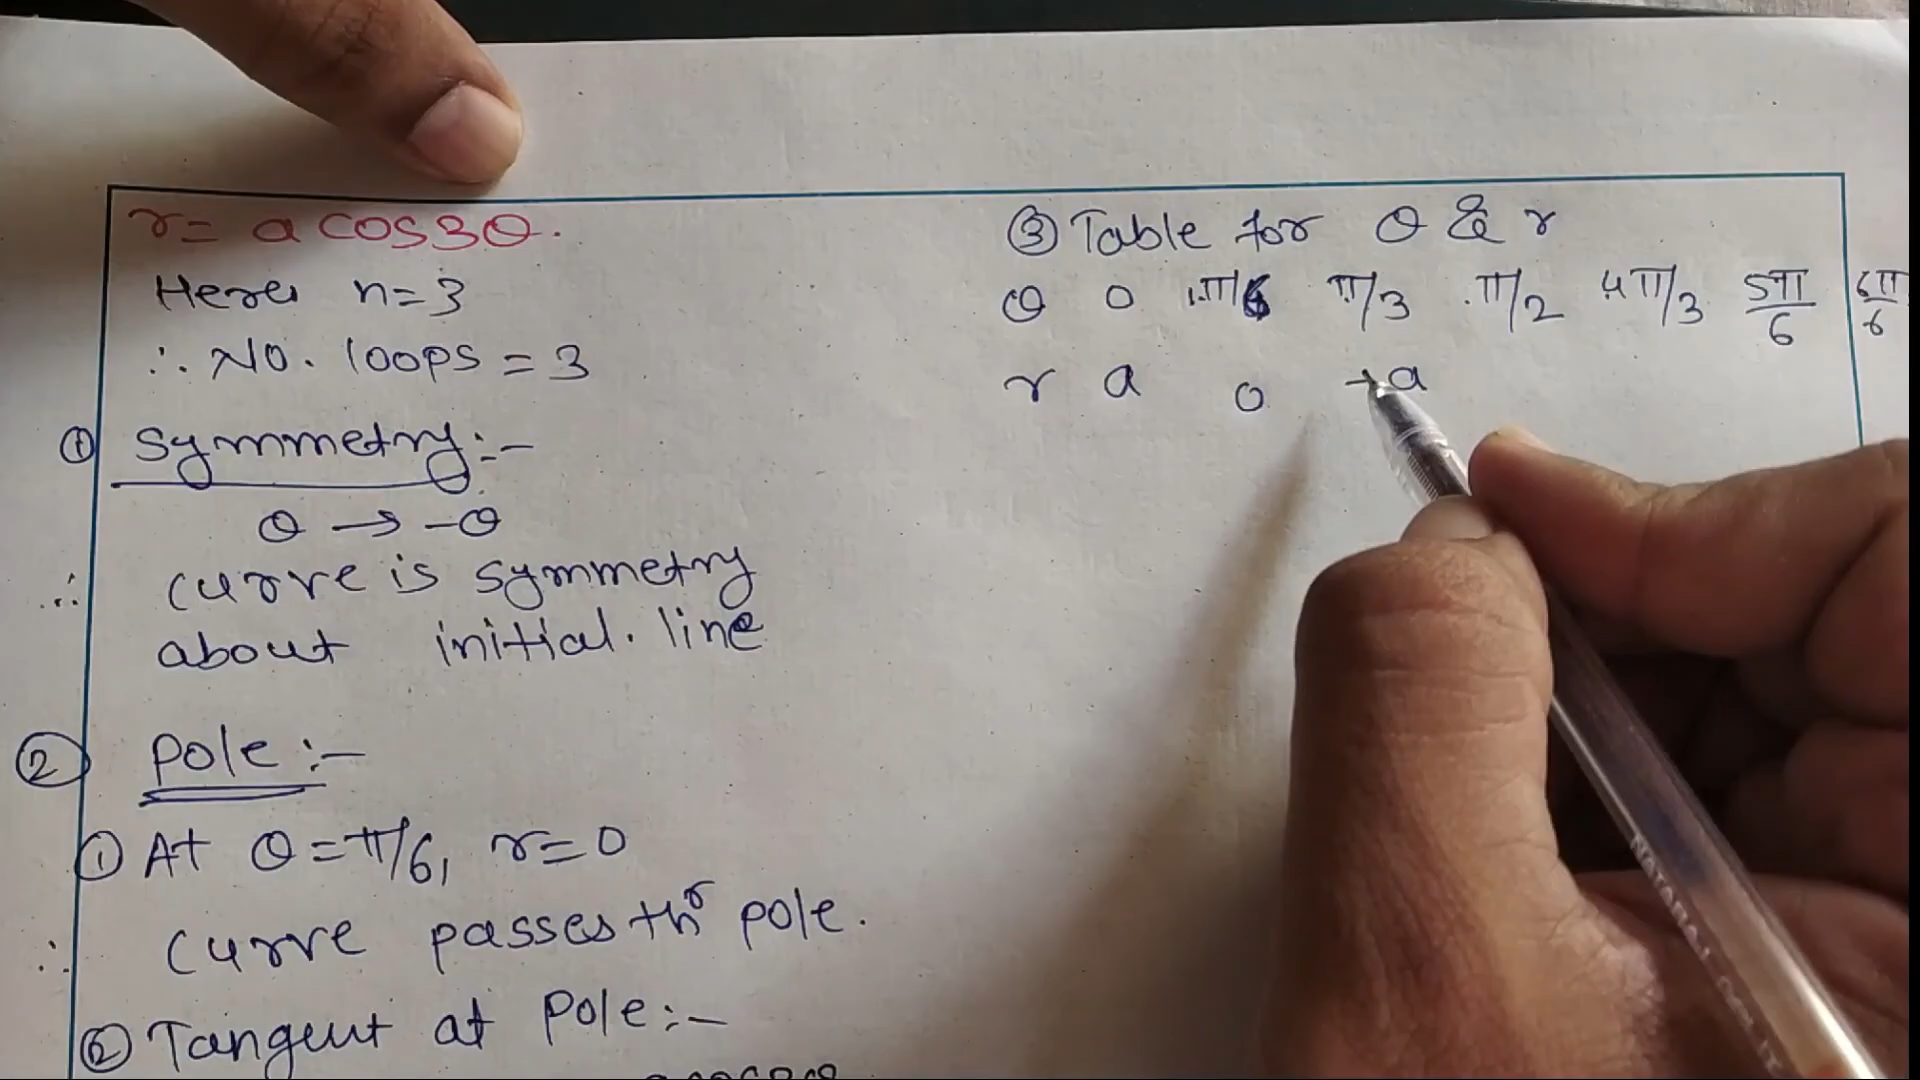 r = a cos3θ.
Here n=3
∴ No. loops = 3
① Symmetry:-
θ → -θ
∴ curve is symmetry
about initial. line
② Pole:-
① At θ=π/6, r=0
∴ curve passes thr pole.
② Tangent at Pole:-
③ Table for θ & r
θ 0 π/6 π/3 π/2 4π/3 5π/6 6π/6
r a 0 -a